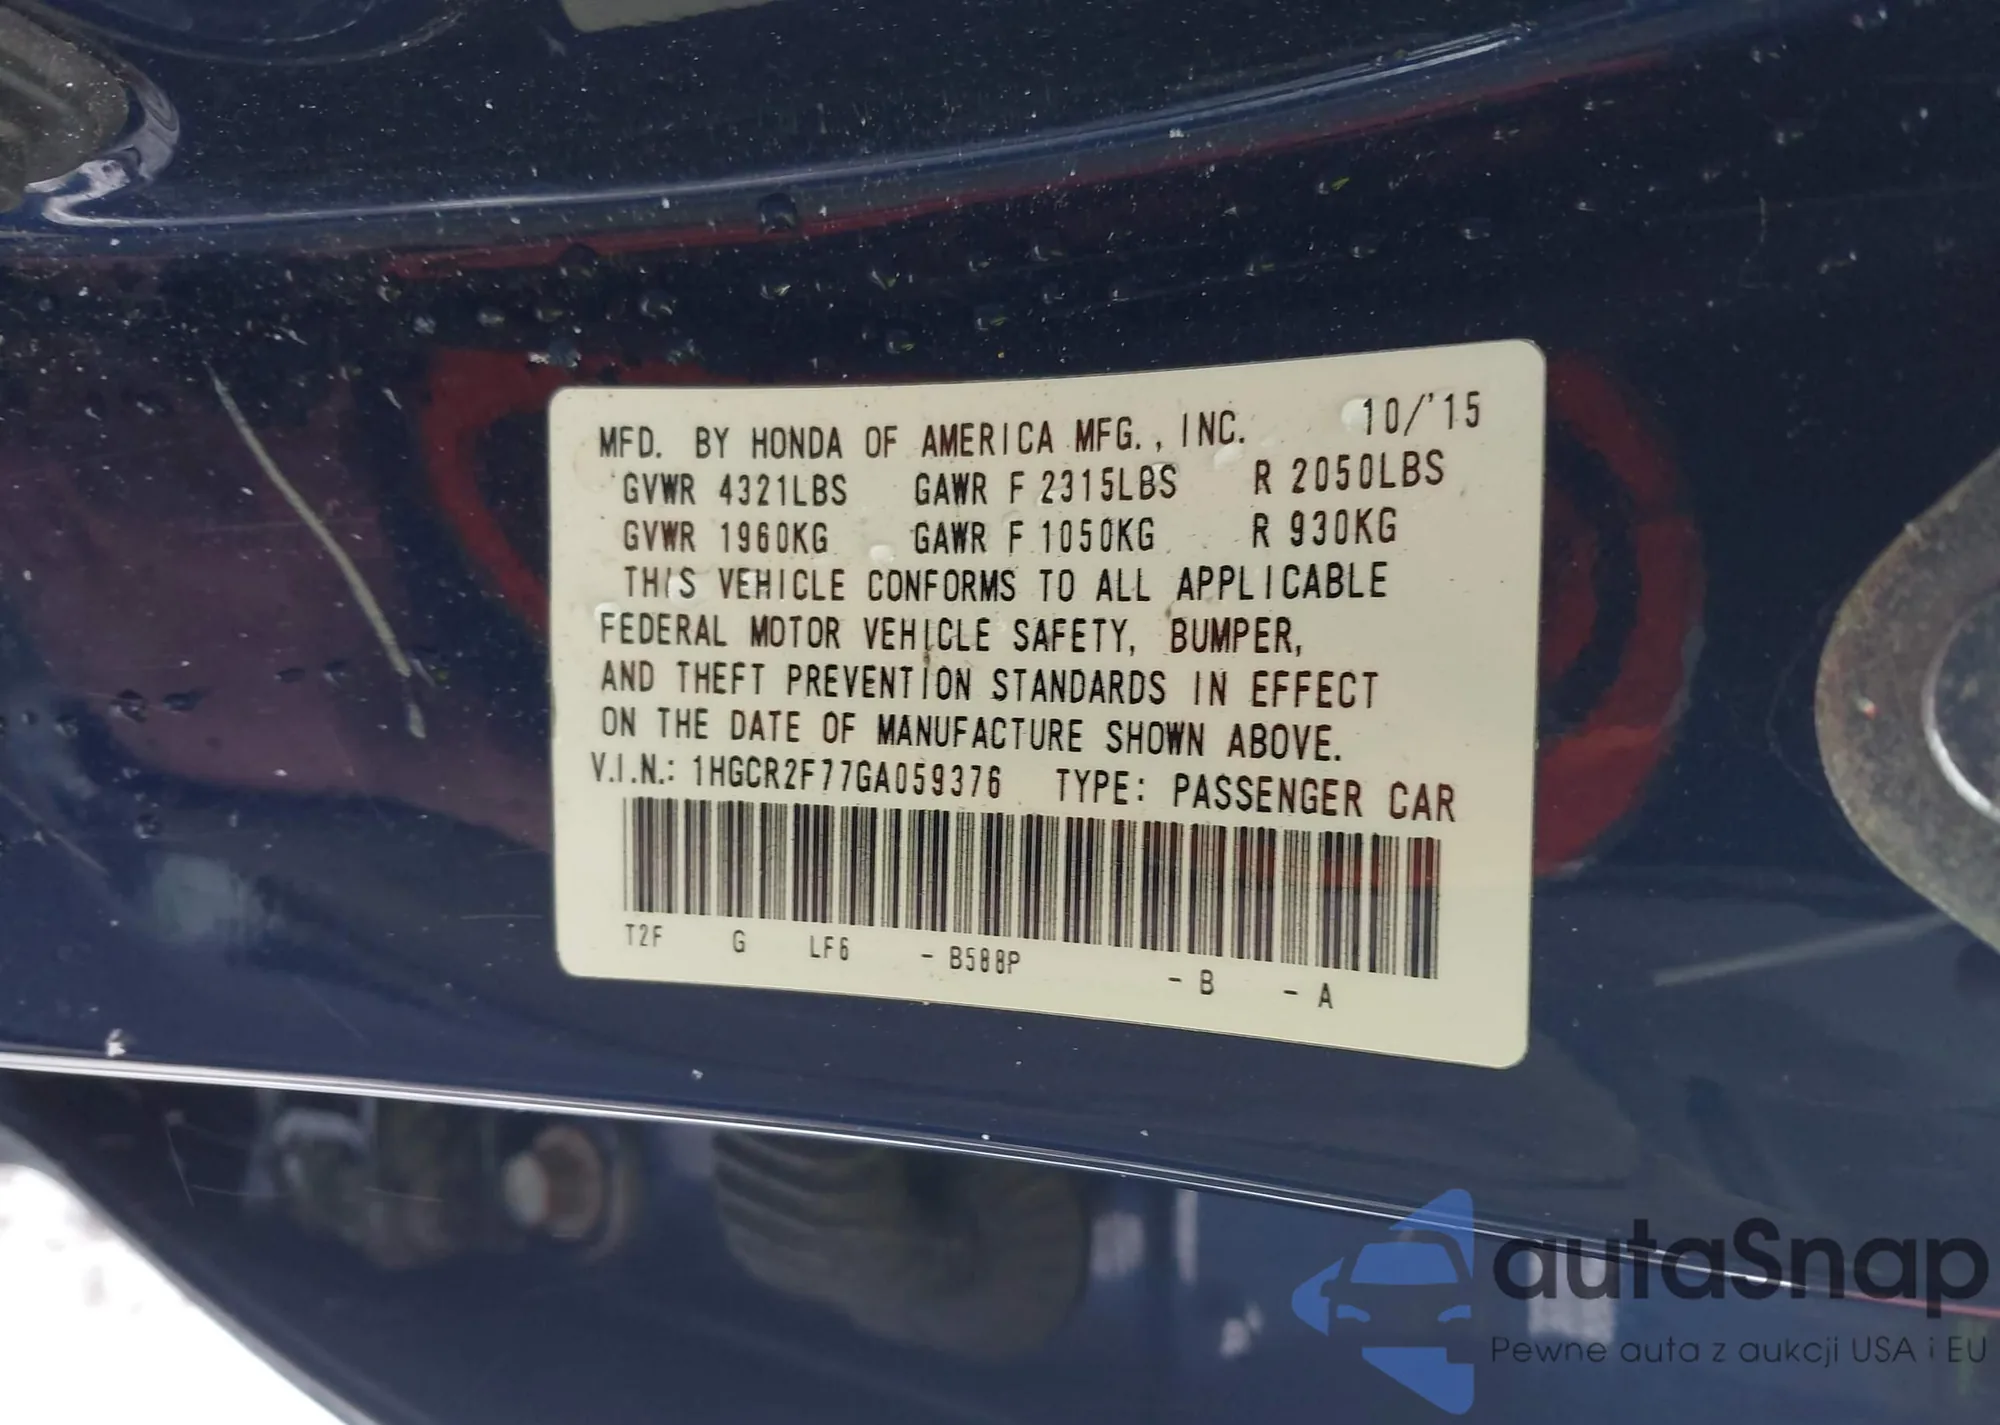 MFD. BY HONDA OF AMERICA MFG., INC. 10/'15
GVWR 4321LBS GAWR F 2315LBS R 2050LBS
GVWR 1960KG GAWR F 1050KG R 930KG
THIS VEHICLE CONFORMS TO ALL APPLICABLE
FEDERAL MOTOR VEHICLE SAFETY, BUMPER,
AND THEFT PREVENTION STANDARDS IN EFFECT
ON THE DATE OF MANUFACTURE SHOWN ABOVE.
V.I.N.: 1HGCR2F77GA059376 TYPE: PASSENGER CAR
T2F G LF6 - B588P - B - A
autaSnap
Pewne auta z aukcji USA i EU